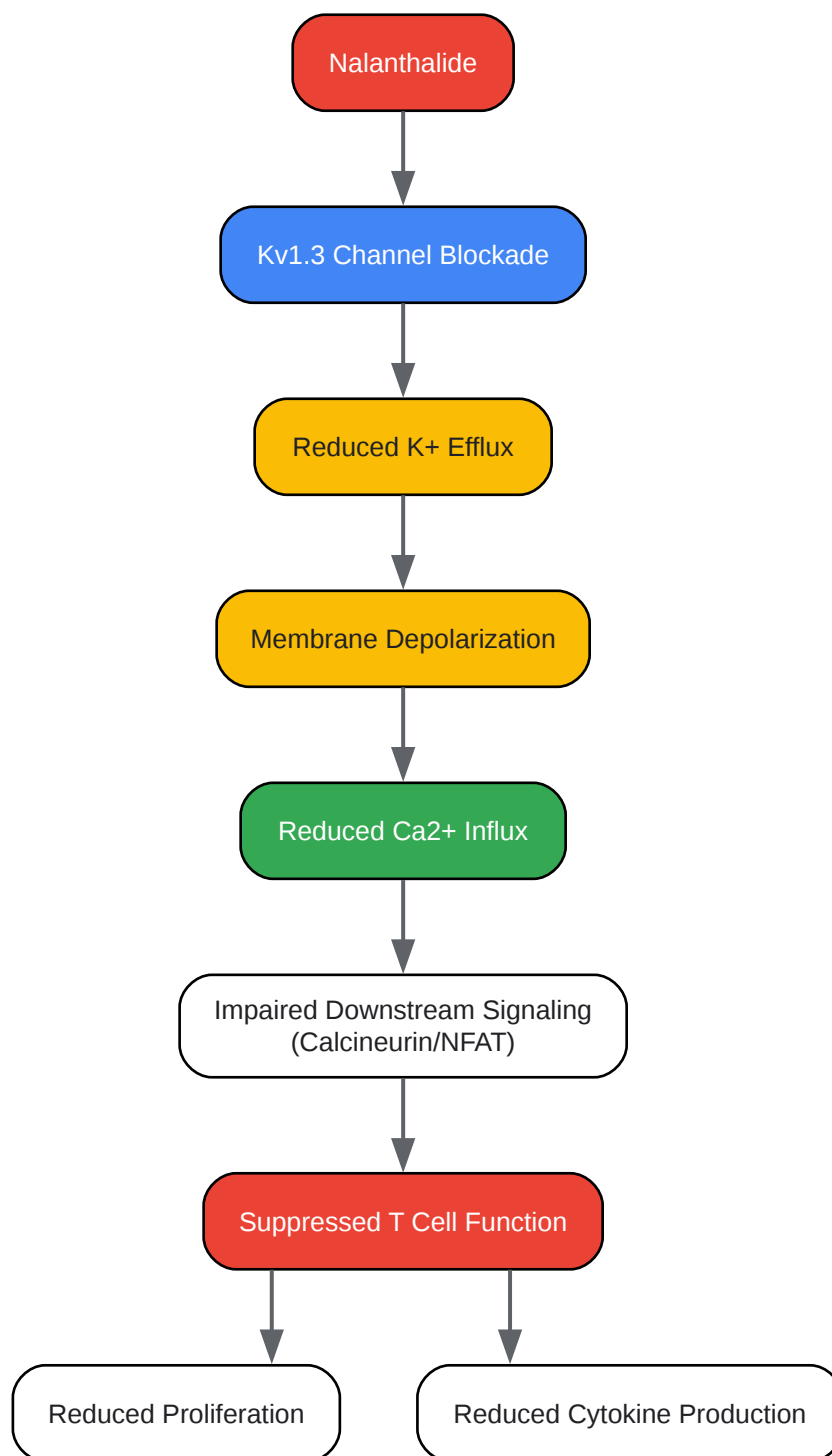 Nalanthalide
Kv1.3 Channel Blockade
Reduced K+ Efflux
Membrane Depolarization
Reduced Ca2+ Influx
Impaired Downstream Signaling
(Calcineurin/NFAT)
Suppressed T Cell Function
Reduced Proliferation
Reduced Cytokine Production